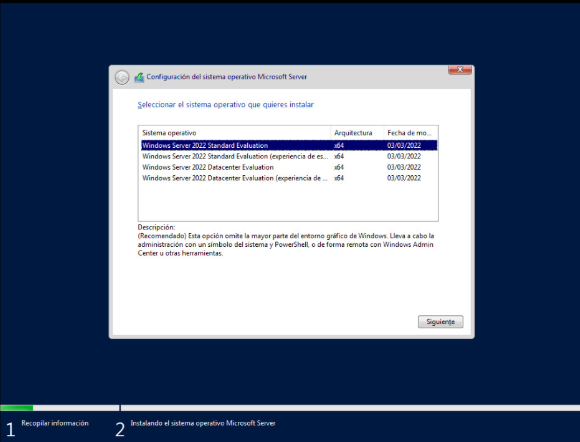 Configuración del sistema operativo Microsoft Server
Seleccionar el sistema operativo que quieres instalar
Sistema operativo Arquitectura Fecha de mo...
Windows Server 2022 Standard Evaluation x64 03/03/2022
Windows Server 2022 Standard Evaluation (experiencia de es... x64 03/03/2022
Windows Server 2022 Datacenter Evaluation x64 03/03/2022
Windows Server 2022 Datacenter Evaluation (experiencia de ... x64 03/03/2022
Descripción:
(Recomendado) Esta opción omite la mayor parte del entorno gráfico de Windows. Lleva a cabo la
administración con un símbolo del sistema y PowerShell, o de forma remota con Windows Admin
Center u otras herramientas.
Siguiente
1 Recopilar información 2 Instalando el sistema operativo Microsoft Server